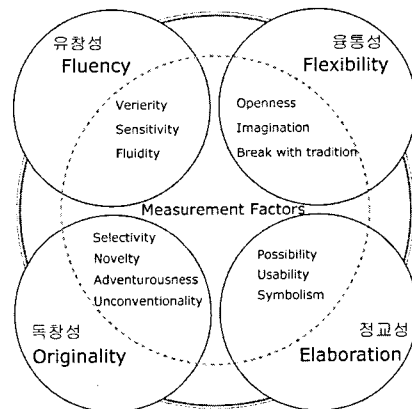 유창성
Fluency
Verierity
Sensitivity
Fluidity
융통성
Flexibility
Openness
Imagination
Break with tradition
Measurement Factors
Selectivity
Novelty
Adventurousness
Unconventionality
독창성
Originality
Possibility
Usability
Symbolism
정교성
Elaboration